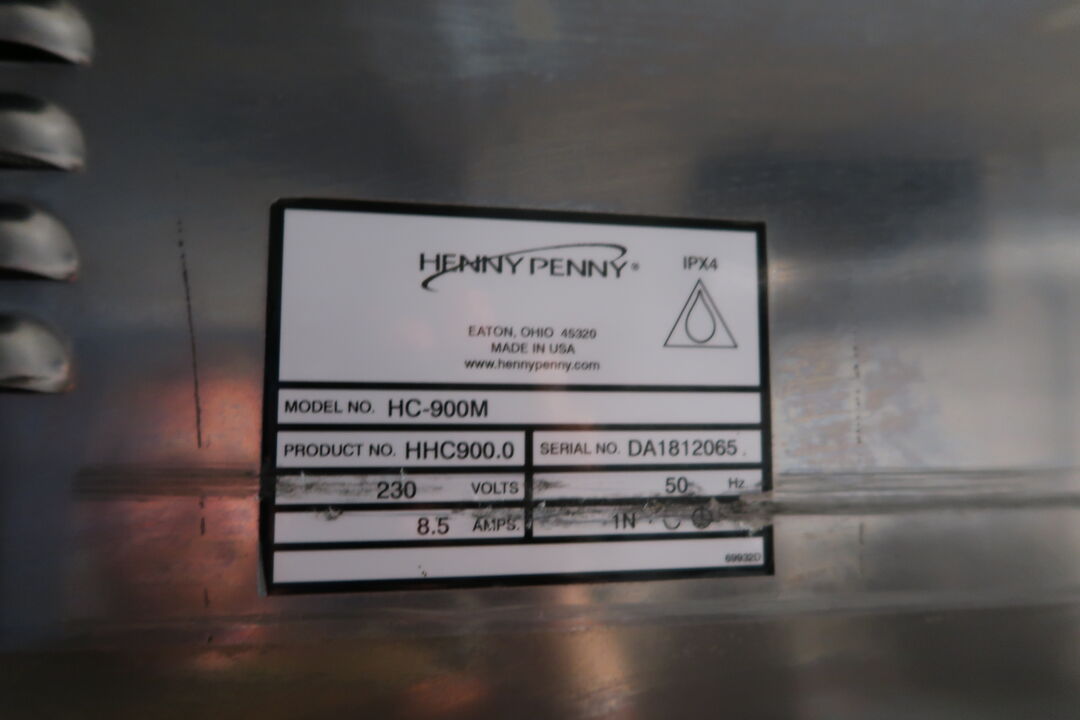 HENNY PENNY®
IPX4
EATON, OHIO 45320
MADE IN USA
www.hennypenny.com
MODEL NO. HC-900M
PRODUCT NO. HHC900.0
SERIAL NO. DA1812065
230 VOLTS
50 Hz
8.5 AMPS.
1N
69932D